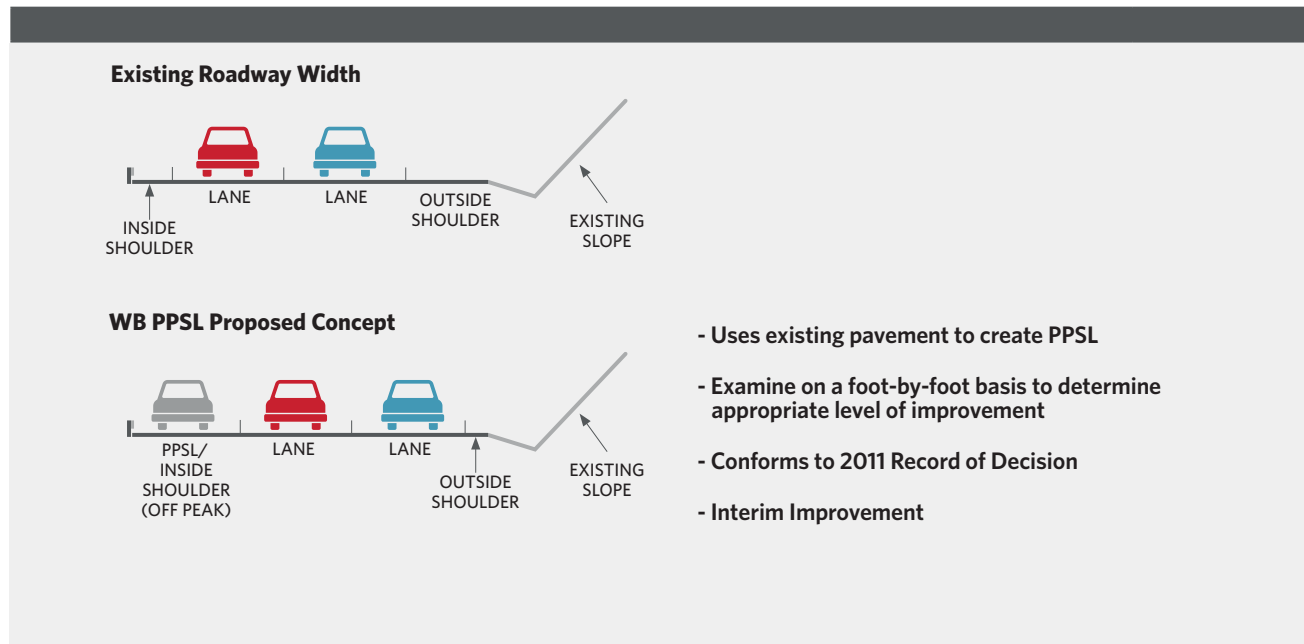 Existing Roadway Width
LANE
LANE
OUTSIDE
SHOULDER
INSIDE
SHOULDER
EXISTING
SLOPE
WB PPSL Proposed Concept
PPSL/
INSIDE
SHOULDER
(OFF PEAK)
LANE
LANE
OUTSIDE
SHOULDER
EXISTING
SLOPE
- Uses existing pavement to create PPSL
- Examine on a foot-by-foot basis to determine
appropriate level of improvement
- Conforms to 2011 Record of Decision
- Interim Improvement